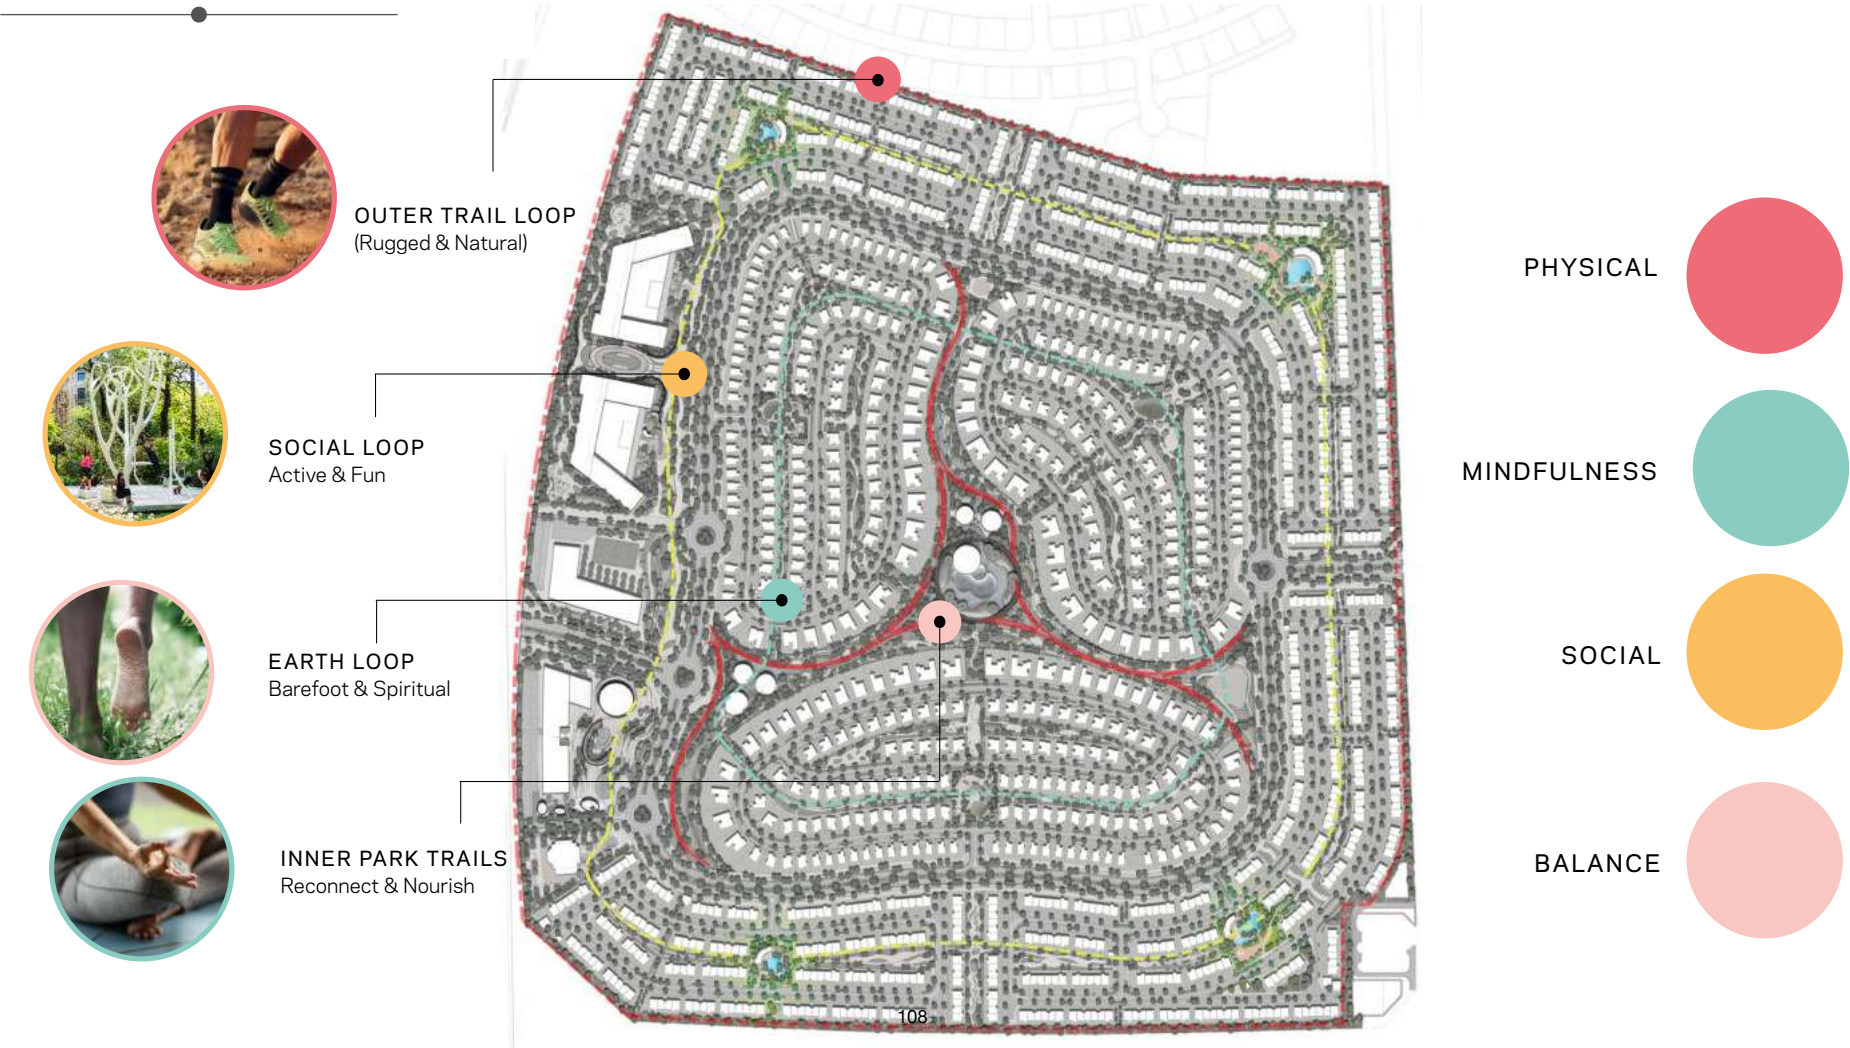 OUTER TRAIL LOOP
(Rugged & Natural)
SOCIAL LOOP
Active & Fun
EARTH LOOP
Barefoot & Spiritual
INNER PARK TRAILS
Reconnect & Nourish
PHYSICAL
MINDFULNESS
SOCIAL
BALANCE
108